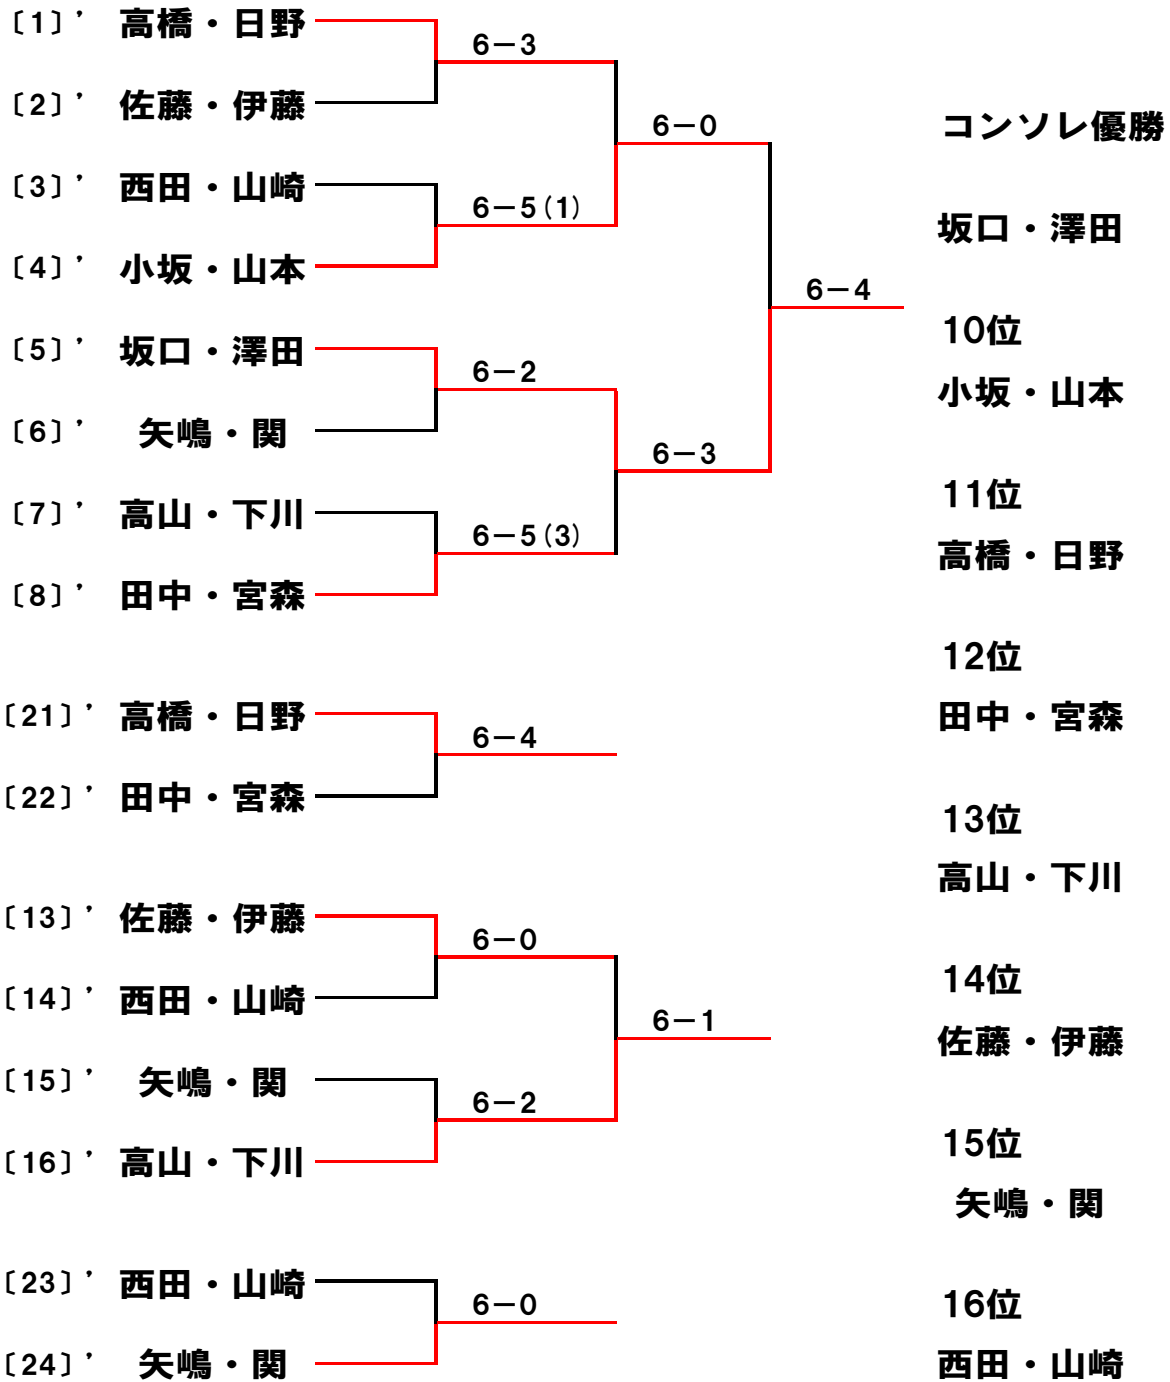 〔1〕’ 高橋・日野
6－3
〔2〕’ 佐藤・伊藤
6－0
コンソレ優勝
〔3〕’ 西田・山崎
6－5(1)
坂口・澤田
〔4〕’ 小坂・山本
6－4
10位
〔5〕’ 坂口・澤田
6－2
小坂・山本
〔6〕’ 矢嶋・関
6－3
11位
〔7〕’ 高山・下川
6－5(3)
高橋・日野
〔8〕’ 田中・宮森
12位
〔21〕’ 高橋・日野
田中・宮森
6－4
〔22〕’ 田中・宮森
13位
高山・下川
〔13〕’ 佐藤・伊藤
6－0
14位
〔14〕’ 西田・山崎
6－1
佐藤・伊藤
〔15〕’ 矢嶋・関
6－2
15位
〔16〕’ 高山・下川
矢嶋・関
〔23〕’ 西田・山崎
6－0
16位
〔24〕’ 矢嶋・関
西田・山崎